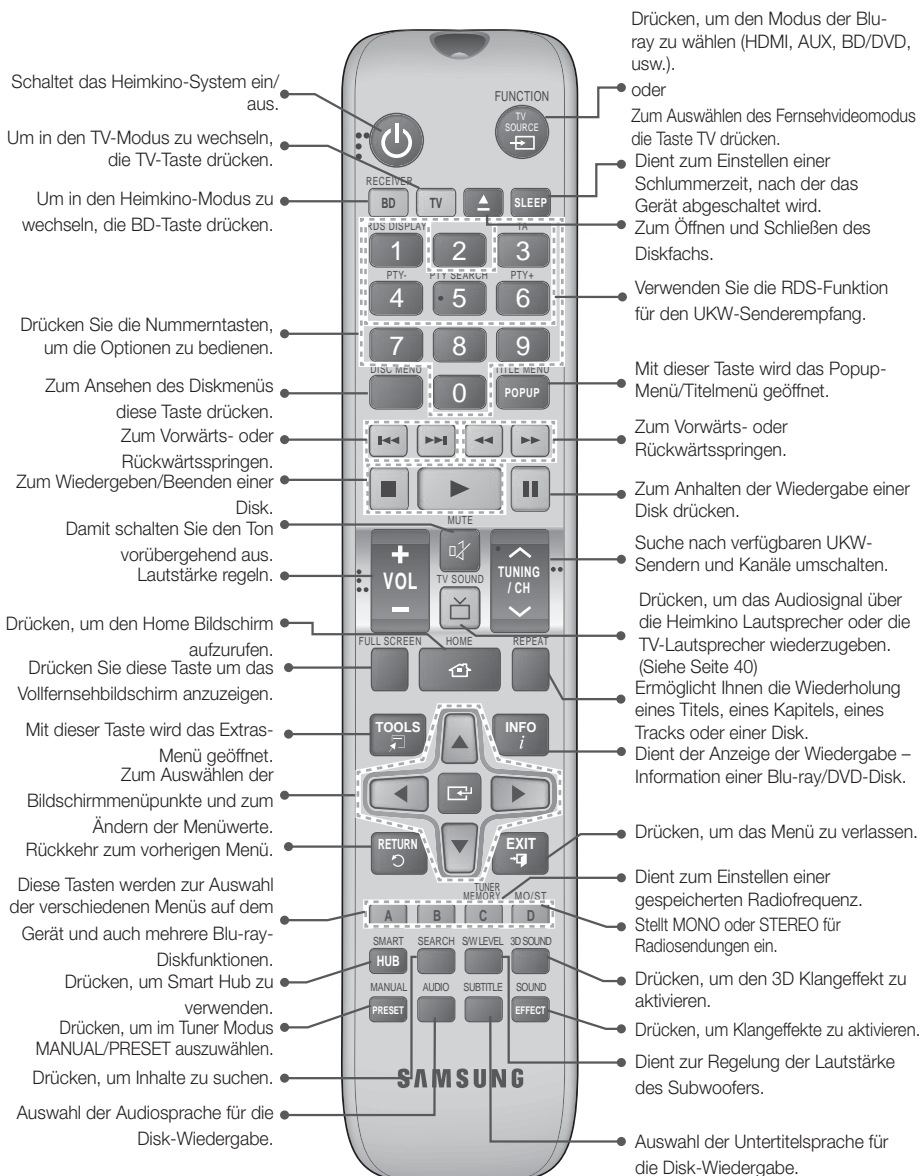 Schaltet das Heimkino-System ein/
aus.
Um in den TV-Modus zu wechseln,
die TV-Taste drücken.
Um in den Heimkino-Modus zu
wechseln, die BD-Taste drücken.
Drücken Sie die Nummerntasten,
um die Optionen zu bedienen.
Zum Ansehen des Diskmenüs
diese Taste drücken.
Zum Vorwärts- oder
Rückwärtsspringen.
Zum Wiedergeben/Beenden einer
Disk.
Damit schalten Sie den Ton
vorübergehend aus.
Lautstärke regeln.
Drücken, um den Home Bildschirm
aufzurufen.
Drücken Sie diese Taste um das
Vollfernsehbildschirm anzuzeigen.
Mit dieser Taste wird das Extras-
Menü geöffnet.
Zum Auswählen der
Bildschirmmenüpunkte und zum
Ändern der Menüwerte.
Rückkehr zum vorherigen Menü.
Diese Tasten werden zur Auswahl
der verschiedenen Menüs auf dem
Gerät und auch mehrere Blu-ray-
Diskfunktionen.
Drücken, um Smart Hub zu
verwenden.
Drücken, um im Tuner Modus
MANUAL/PRESET auszuwählen.
Drücken, um Inhalte zu suchen.
Auswahl der Audiosprache für die
Disk-Wiedergabe.
FUNCTION
TV
SOURCE
RECEIVER
BD TV SLEEP
RDS DISPLAY TA
1 2 3
PTY- PTY SEARCH PTY+
4 5 6
7 8 9
DISC MENU TITLE MENU
0 POPUP
MUTE
VOL TUNING
/ CH
TV SOUND
FULL SCREEN HOME REPEAT
TOOLS INFO
i
RETURN EXIT
TUNER
MEMORY MO/ST
A B C D
SMART SEARCH S/W LEVEL 3D SOUND
HUB
MANUAL AUDIO SUBTITLE SOUND
PRESET EFFECT
SAMSUNG
Drücken, um den Modus der Blu-
ray zu wählen (HDMI, AUX, BD/DVD,
usw.).
oder
Zum Auswählen des Fernsehvideomodus
die Taste TV drücken.
Dient zum Einstellen einer
Schlummerzeit, nach der das
Gerät abgeschaltet wird.
Zum Öffnen und Schließen des
Diskfachs.
Verwenden Sie die RDS-Funktion
für den UKW-Senderempfang.
Mit dieser Taste wird das Popup-
Menü/Titelmenü geöffnet.
Zum Vorwärts- oder
Rückwärtsspringen.
Zum Anhalten der Wiedergabe einer
Disk drücken.
Suche nach verfügbaren UKW-
Sendern und Kanäle umschalten.
Drücken, um das Audiosignal über
die Heimkino Lautsprecher oder die
TV-Lautsprecher wiederzugeben.
(Siehe Seite 40)
Ermöglicht Ihnen die Wiederholung
eines Titels, eines Kapitels, eines
Tracks oder einer Disk.
Dient der Anzeige der Wiedergabe –
Information einer Blu-ray/DVD-Disk.
Drücken, um das Menü zu verlassen.
Dient zum Einstellen einer
gespeicherten Radiofrequenz.
Stellt MONO oder STEREO für
Radiosendungen ein.
Drücken, um den 3D Klangeffekt zu
aktivieren.
Drücken, um Klangeffekte zu aktivieren.
Dient zur Regelung der Lautstärke
des Subwoofers.
Auswahl der Untertitelsprache für
die Disk-Wiedergabe.